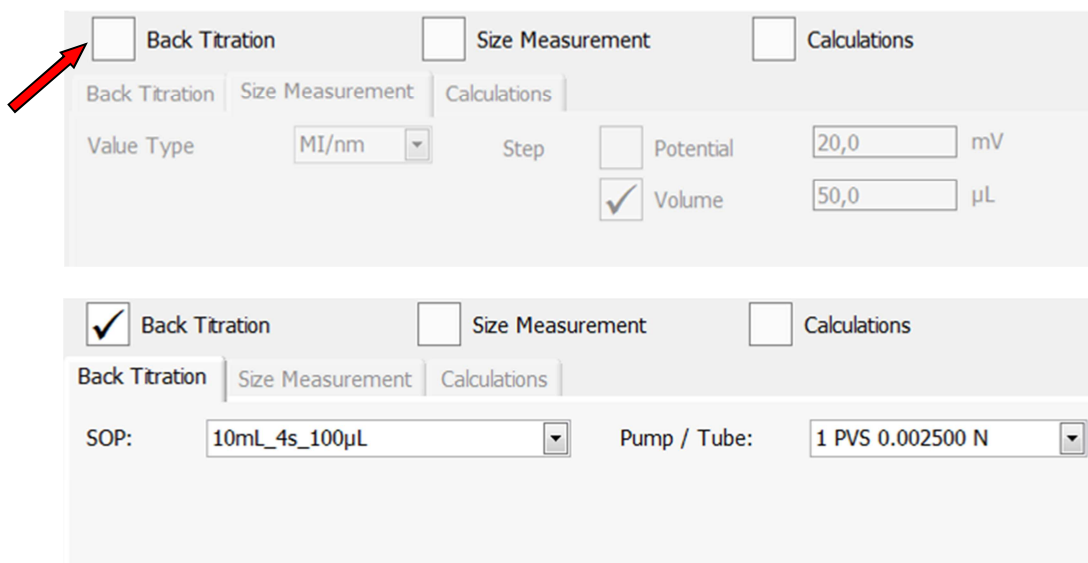 Back Titration Size Measurement Calculations
Back Titration Size Measurement Calculations
Value Type MI/nm Step Potential 20,0 mV
Volume 50,0 µL
Back Titration Size Measurement Calculations
Back Titration Size Measurement Calculations
SOP: 10mL_4s_100µL Pump / Tube: 1 PVS 0.002500 N